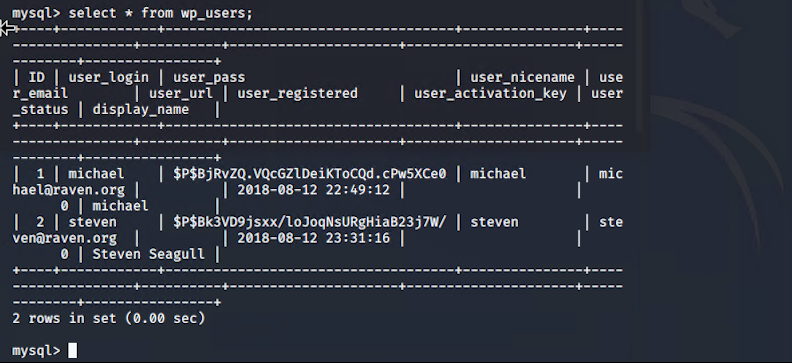 mysql> select * from wp_users;
+----+------------+------------------------------------+---------------+----
---------------+----------+---------------------+---------------------+-----
--------+----------------+
| ID | user_login | user_pass                          | user_nicename | use
r_email        | user_url | user_registered     | user_activation_key | user
_status | display_name   |
+----+------------+------------------------------------+---------------+----
---------------+----------+---------------------+---------------------+-----
--------+----------------+
|  1 | michael    | $P$BjRvZQ.VQcGZlDeiKToCQd.cPw5XCe0 | michael       | mic
hael@raven.org |          | 2018-08-12 22:49:12 |                     |
      0 | michael        |
|  2 | steven     | $P$Bk3VD9jsxx/loJoqNsURgHiaB23j7W/ | steven        | ste
ven@raven.org  |          | 2018-08-12 23:31:16 |                     |
      0 | Steven Seagull |
+----+------------+------------------------------------+---------------+----
---------------+----------+---------------------+---------------------+-----
--------+----------------+
2 rows in set (0.00 sec)
mysql>